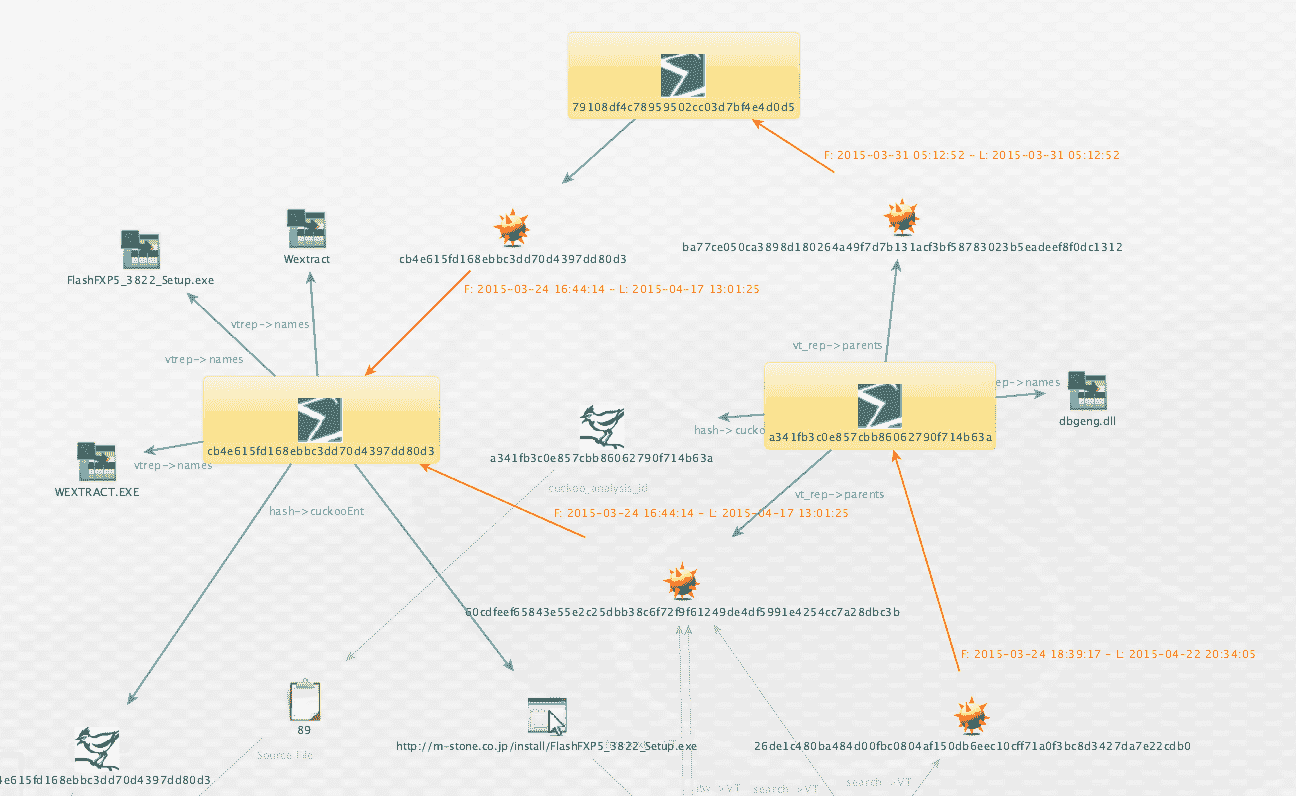 79108df4c78959502cc03d7bf4e4d0d5
F: 2015-03-31 05:12:52 - L: 2015-03-31 05:12:52
ba77ce050ca3898d180264a49f7d7b131acf3bf58783023b5eadeef8f0dc1312
Wextract
cb4e615fd168ebbc3dd70d4397dd80d3
FlashFXP5_3822_Setup.exe
F: 2015-03-24 16:44:14 - L: 2015-04-17 13:01:25
vtrep->names
vt_rep->parents
vtrep->names
ep->names
dbgeng.dll
hash->cucko
a341fb3c0e857cbb86062790f714b63a
cb4e615fd168ebbc3dd70d4397dd80d3
a341fb3c0e857cbb86062790f714b63a
vtrep->names
WEXTRACT.EXE
cuckoo_analysis_id
vt_rep->parents
hash->cuckooEnt
F: 2015-03-24 16:44:14 - L: 2015-04-17 13:01:25
60cdfeef65843e55e2c25dbb38c6f72f9f61249de4df5991e4254cc7a28dbc3b
F: 2015-03-24 18:39:17 - L: 2015-04-22 20:34:05
89
http://m-stone.co.jp/install/FlashFXP5_3822_Setup.exe
26de1c480ba484d00fbc0804af150db6eec10cff71a0f3bc8d3427da7e22cdb0
Source File
4e615fd168ebbc3dd70d4397dd80d3
search->VT
search->VT